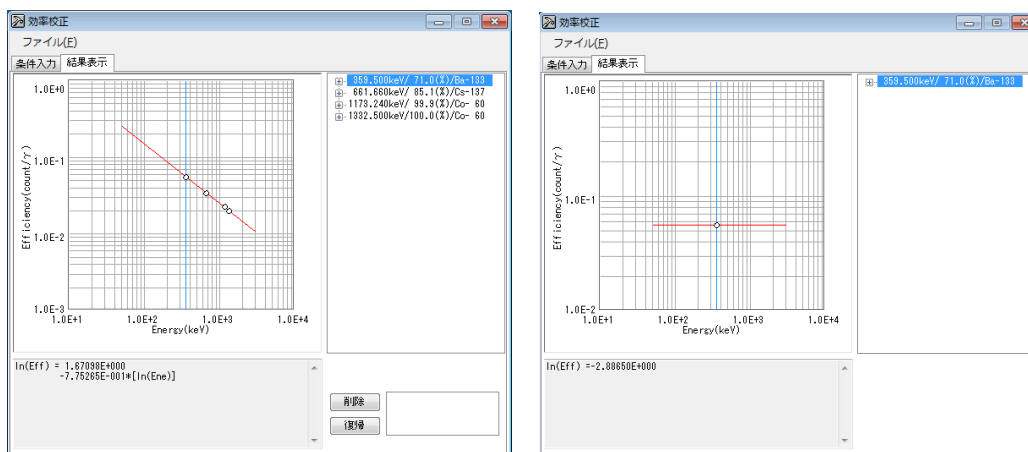 効率校正
ファイル(F)
条件入力 結果表示
1.0E+0
1.0E-1
1.0E-2
1.0E-3
Efficiency(count/γ)
1.0E+1 1.0E+2 1.0E+3 1.0E+4
Energy(keV)
359.500keV/ 71.0(%)/Ba-133
661.660keV/ 85.1(%)/Cs-137
1173.240keV/ 99.9(%)/Co- 60
1332.500keV/100.0(%)/Co- 60
ln(Eff) = 1.67098E+000
-7.75265E-001*[ln(Ene)]
削除
復帰
効率校正
ファイル(F)
条件入力 結果表示
1.0E+0
1.0E-1
1.0E-2
Efficiency(count/γ)
1.0E+1 1.0E+2 1.0E+3 1.0E+4
Energy(keV)
359.500keV/ 71.0(%)/Ba-133
ln(Eff) =-2.88650E+000